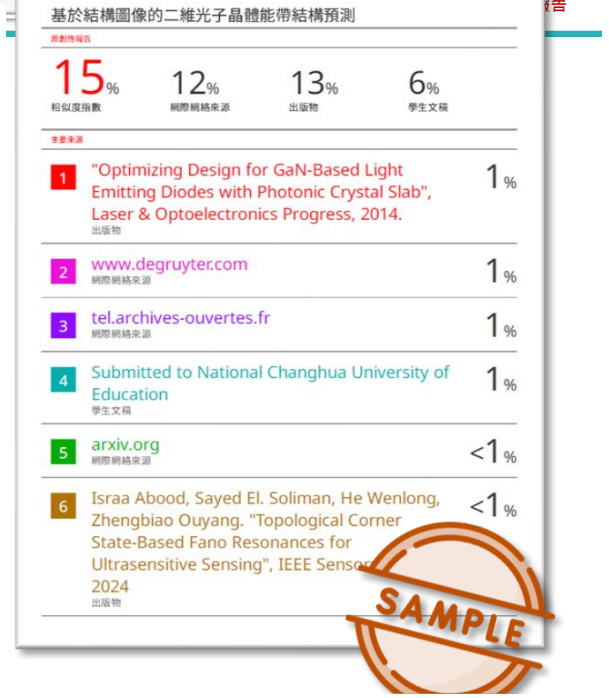 報告
基於結構圖像的二維光子晶體能帶結構預測
原創性報告
15% 12% 13% 6%
相似度指數 網際網絡來源 出版物 學生文稿
主要來源
1 "Optimizing Design for GaN-Based Light 1%
Emitting Diodes with Photonic Crystal Slab",
Laser & Optoelectronics Progress, 2014.
出版物
2 www.degruyter.com 1%
網際網絡來源
3 tel.archives-ouvertes.fr 1%
網際網絡來源
4 Submitted to National Changhua University of 1%
Education
學生文稿
5 arxiv.org <1%
網際網絡來源
6 Israa Abood, Sayed El. Soliman, He Wenlong, <1%
Zhengbiao Ouyang. "Topological Corner
State-Based Fano Resonances for
Ultrasensitive Sensing", IEEE
2024
出版物
SAMPLE